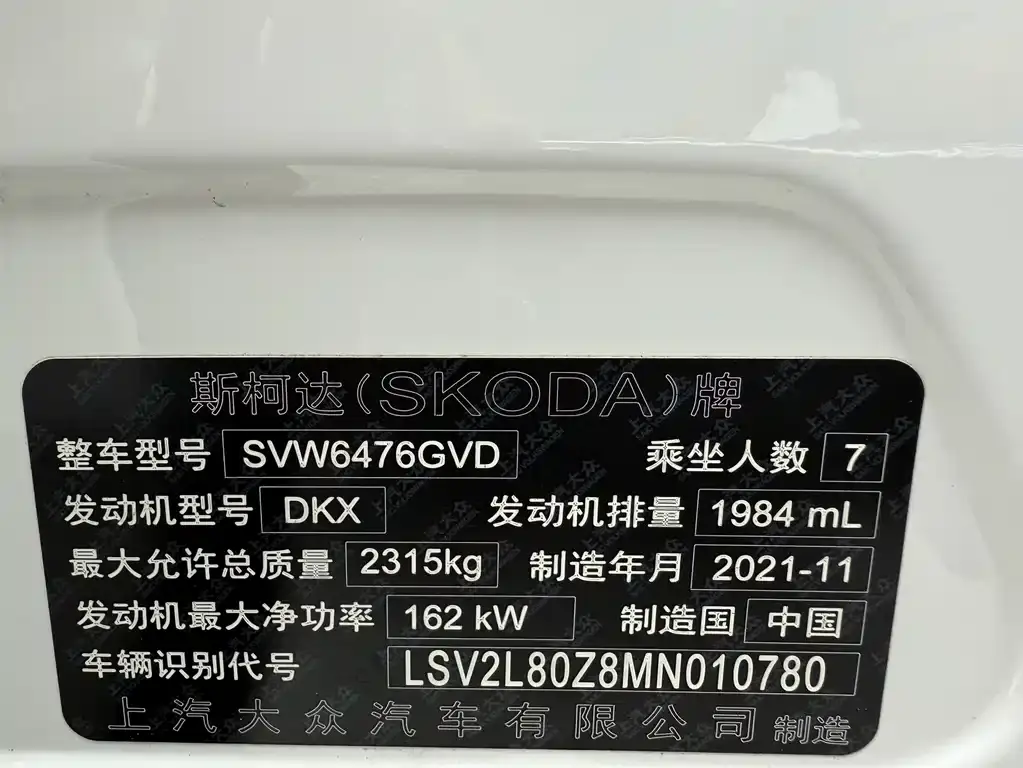 斯柯达(SKODA)牌
整车型号 SVW6476GVD 乘坐人数 7
发动机型号 DKX 发动机排量 1984 mL
最大允许总质量 2315kg 制造年月 2021-11
发动机最大净功率 162 kW 制造国 中国
车辆识别代号 LSV2L80Z8MN010780
上汽大众汽车有限公司 制造